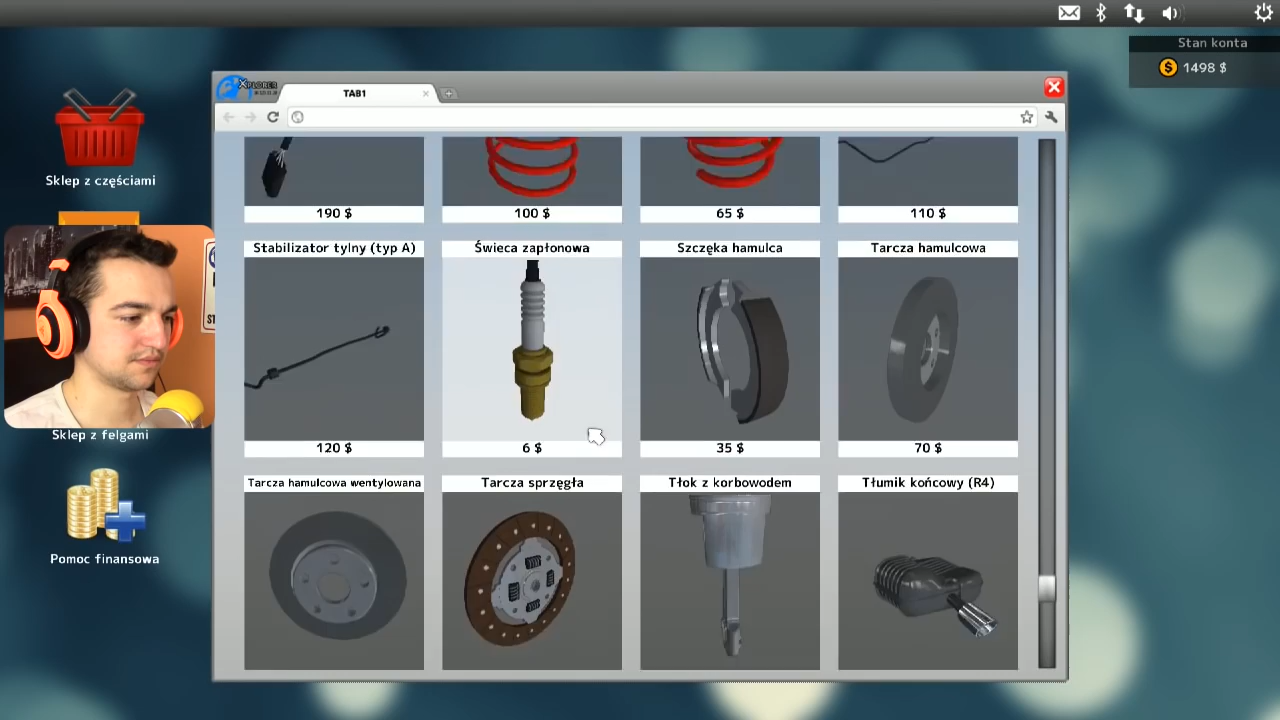 Stan konta
1498 $
XPLORER
TAB1
Sklep z częściami
190 $
100 $
65 $
110 $
Stabilizator tylny (typ A)
Świeca zapłonowa
Szczęka hamulca
Tarcza hamulcowa
120 $
6 $
35 $
70 $
Sklep z felgami
Tarcza hamulcowa wentylowana
Tarcza sprzęgła
Tłok z korbowodem
Tłumik końcowy (R4)
Pomoc finansowa